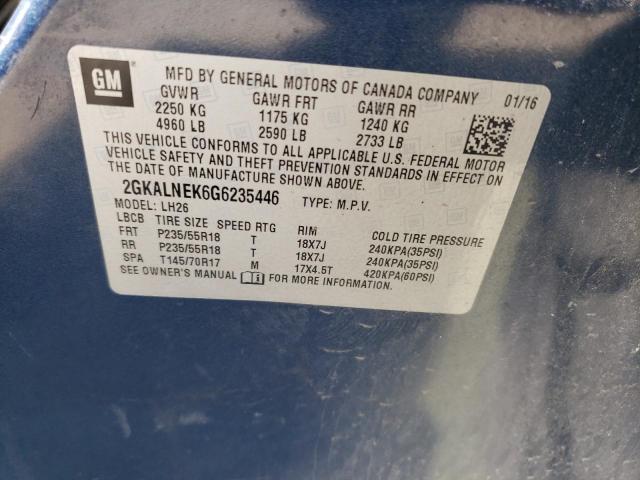 GM
MFD BY GENERAL MOTORS OF CANADA COMPANY 01/16
GVWR GAWR FRT GAWR RR
2250 KG 1175 KG 1240 KG
4960 LB 2590 LB 2733 LB
THIS VEHICLE CONFORMS TO ALL APPLICABLE U.S. FEDERAL MOTOR
VEHICLE SAFETY AND THEFT PREVENTION STANDARDS IN EFFECT ON
THE DATE OF MANUFACTURE SHOWN ABOVE.
2GKALNEK6G6235446 TYPE: M.P.V.
MODEL: LH26
LBCB TIRE SIZE SPEED RTG RIM COLD TIRE PRESSURE
FRT P235/55R18 T 18X7J 240KPA(35PSI)
RR P235/55R18 T 18X7J 240KPA(35PSI)
SPA T145/70R17 M 17X4.5T 420KPA(60PSI)
SEE OWNER'S MANUAL FOR MORE INFORMATION.